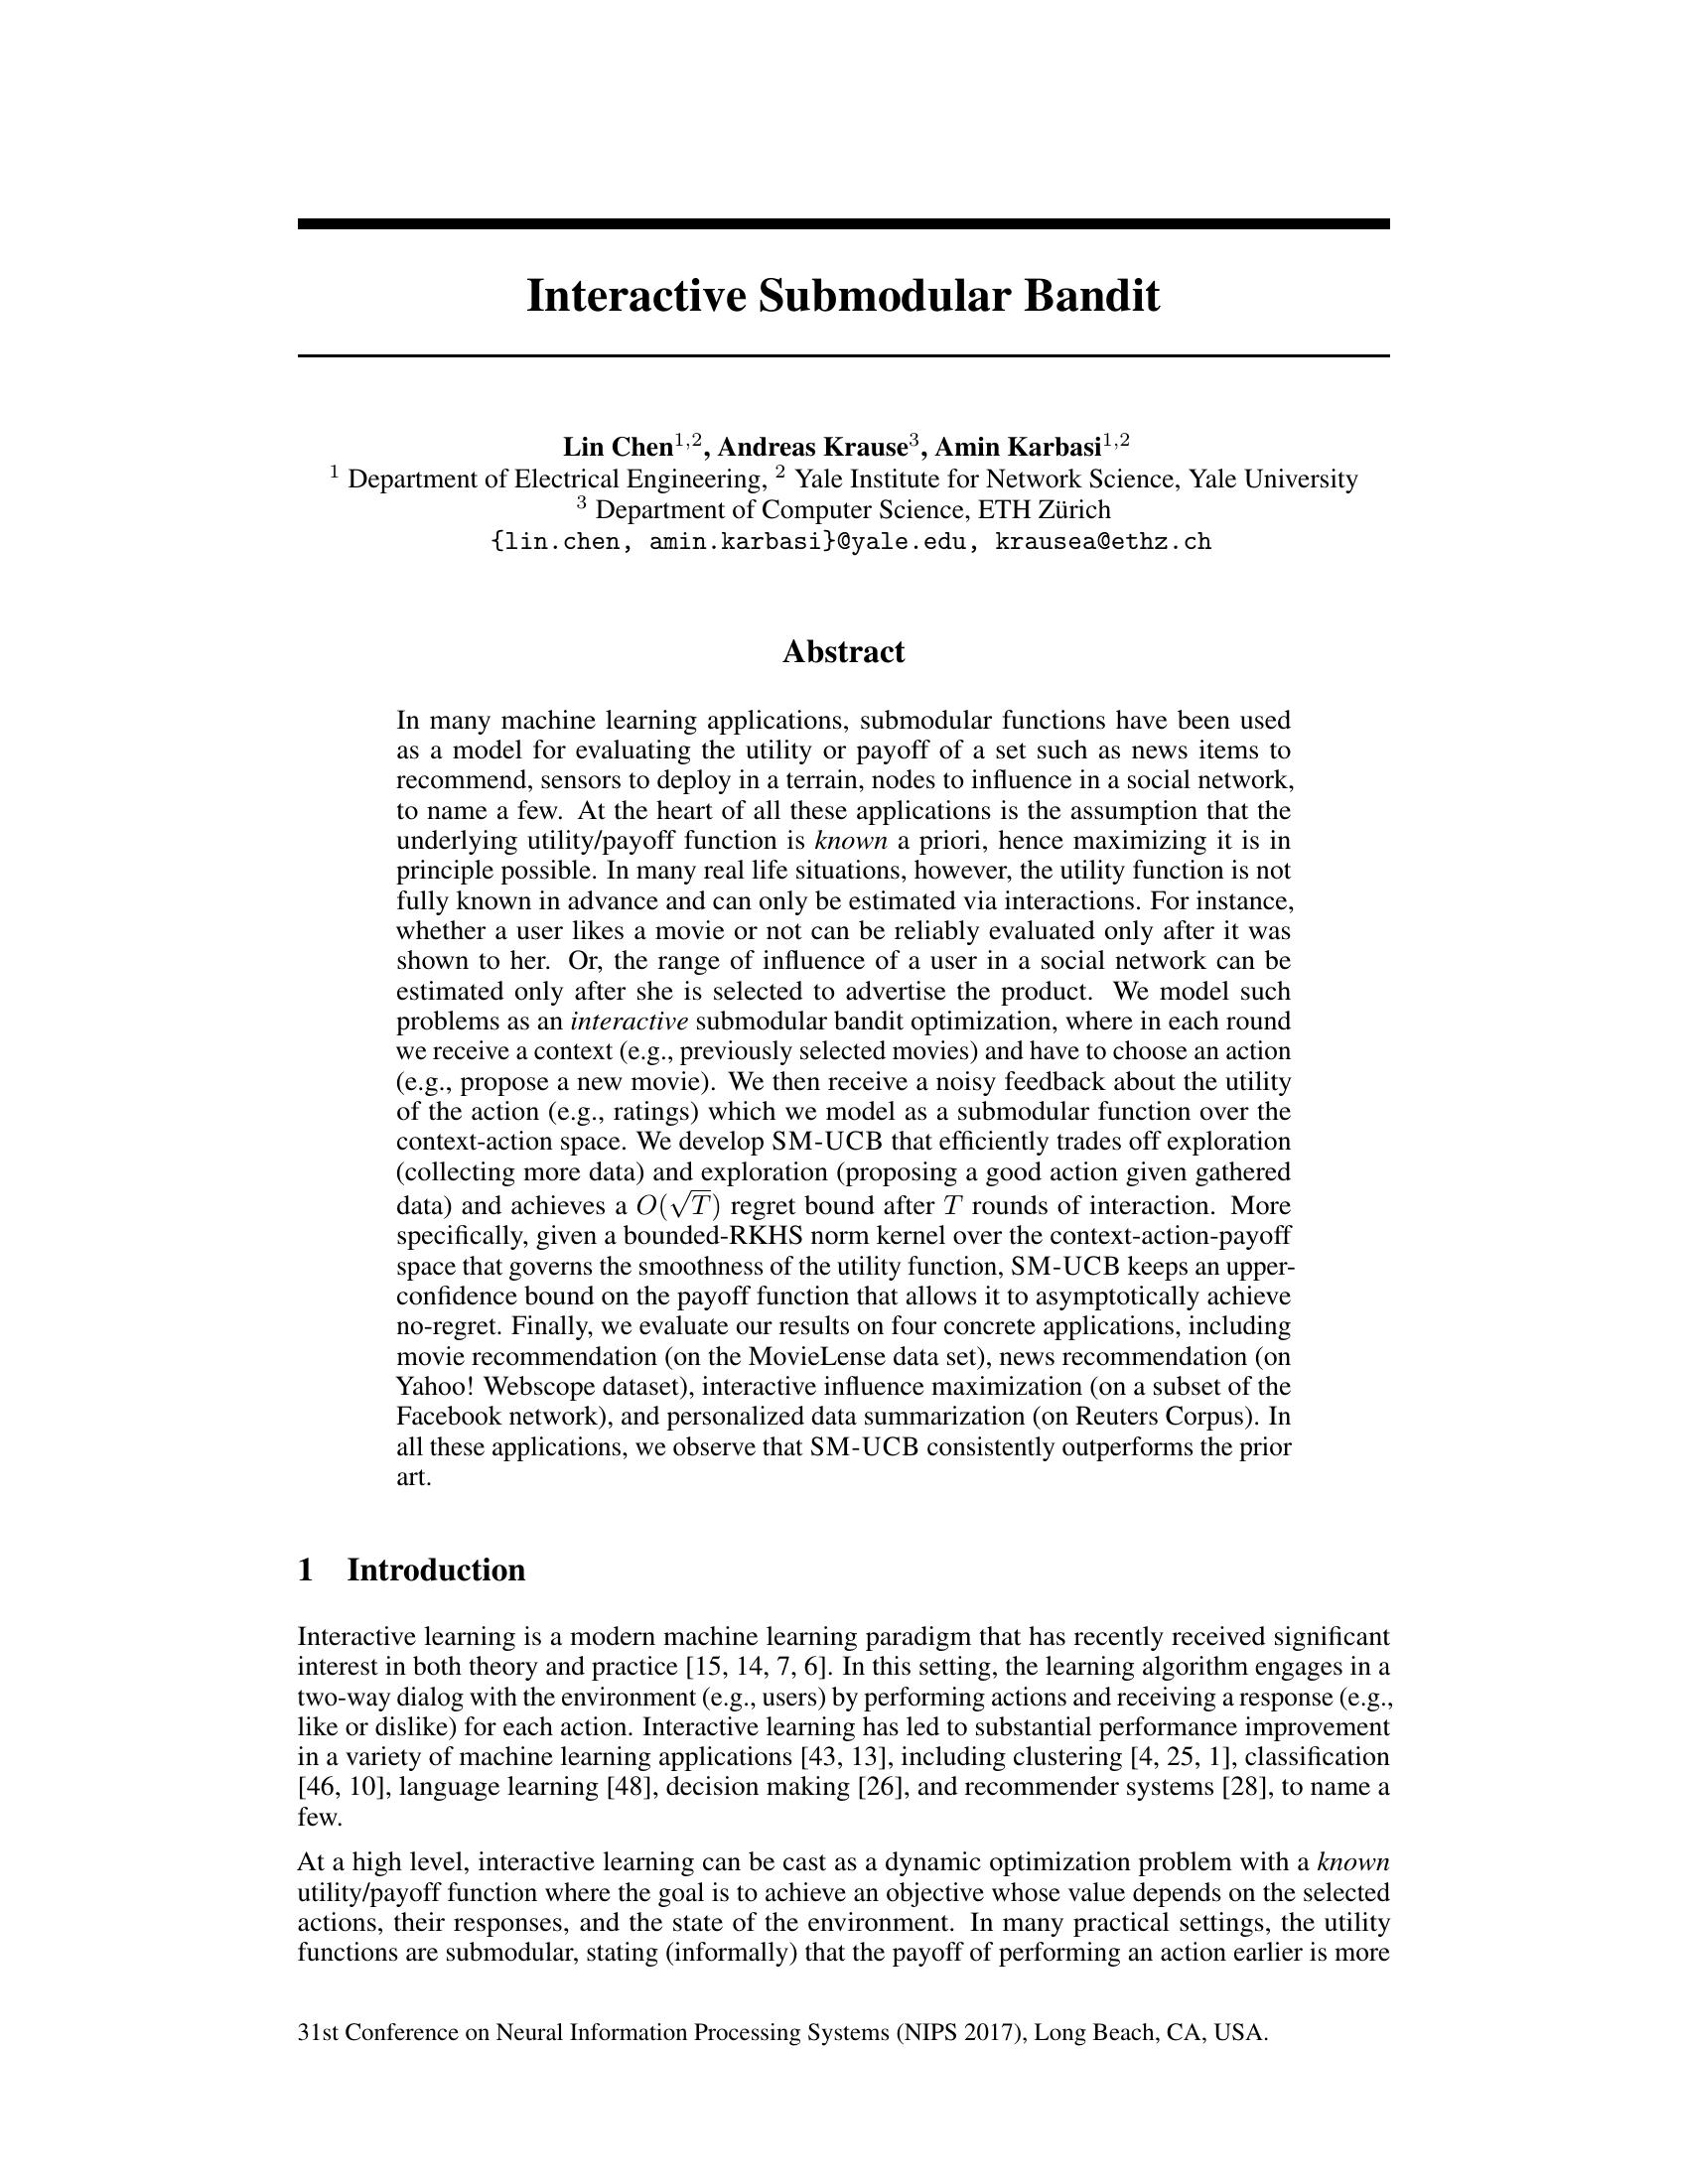 Interactive Submodular Bandit
Lin Chen1,2, Andreas Krause3, Amin Karbasi1,2
1 Department of Electrical Engineering, 2 Yale Institute for Network Science, Yale University
3 Department of Computer Science, ETH Zürich
{lin.chen, amin.karbasi}@yale.edu, krausea@ethz.ch
Abstract
In many machine learning applications, submodular functions have been used
as a model for evaluating the utility or payoff of a set such as news items to
recommend, sensors to deploy in a terrain, nodes to influence in a social network,
to name a few. At the heart of all these applications is the assumption that the
underlying utility/payoff function is known a priori, hence maximizing it is in
principle possible. In many real life situations, however, the utility function is not
fully known in advance and can only be estimated via interactions. For instance,
whether a user likes a movie or not can be reliably evaluated only after it was
shown to her. Or, the range of influence of a user in a social network can be
estimated only after she is selected to advertise the product. We model such
problems as an interactive submodular bandit optimization, where in each round
we receive a context (e.g., previously selected movies) and have to choose an action
(e.g., propose a new movie). We then receive a noisy feedback about the utility
of the action (e.g., ratings) which we model as a submodular function over the
context-action space. We develop SM-UCB that efficiently trades off exploration
(collecting more data) and exploration (proposing a good action given gathered
data) and achieves a O(√T) regret bound after T rounds of interaction. More
specifically, given a bounded-RKHS norm kernel over the context-action-payoff
space that governs the smoothness of the utility function, SM-UCB keeps an upper-
confidence bound on the payoff function that allows it to asymptotically achieve
no-regret. Finally, we evaluate our results on four concrete applications, including
movie recommendation (on the MovieLense data set), news recommendation (on
Yahoo! Webscope dataset), interactive influence maximization (on a subset of the
Facebook network), and personalized data summarization (on Reuters Corpus). In
all these applications, we observe that SM-UCB consistently outperforms the prior
art.
1 Introduction
Interactive learning is a modern machine learning paradigm that has recently received significant
interest in both theory and practice [15, 14, 7, 6]. In this setting, the learning algorithm engages in a
two-way dialog with the environment (e.g., users) by performing actions and receiving a response (e.g.,
like or dislike) for each action. Interactive learning has led to substantial performance improvement
in a variety of machine learning applications [43, 13], including clustering [4, 25, 1], classification
[46, 10], language learning [48], decision making [26], and recommender systems [28], to name a
few.
At a high level, interactive learning can be cast as a dynamic optimization problem with a known
utility/payoff function where the goal is to achieve an objective whose value depends on the selected
actions, their responses, and the state of the environment. In many practical settings, the utility
functions are submodular, stating (informally) that the payoff of performing an action earlier is more
31st Conference on Neural Information Processing Systems (NIPS 2017), Long Beach, CA, USA.